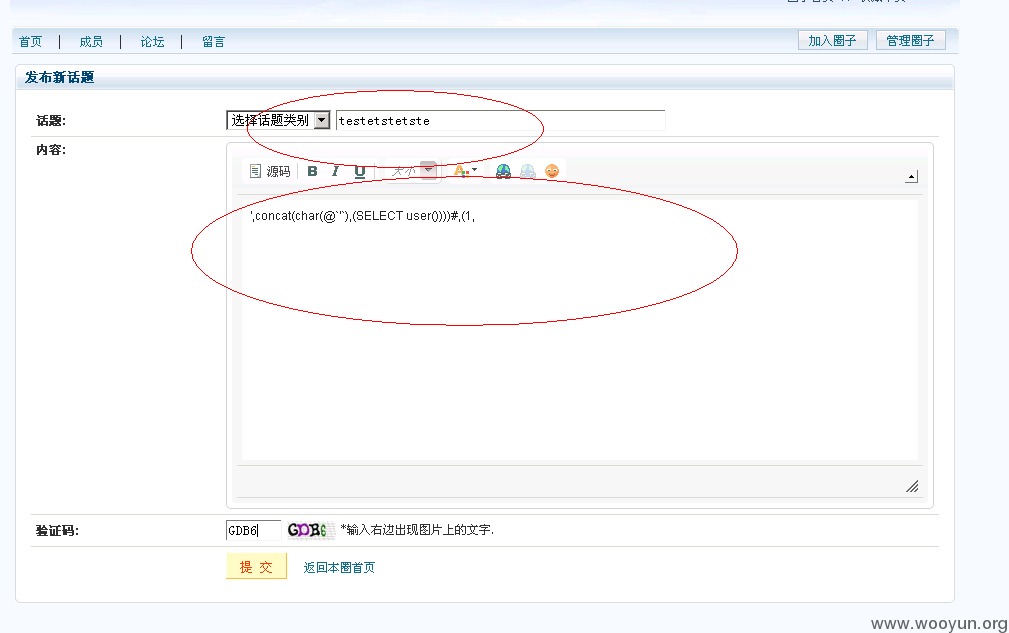 首页 | 成员 | 论坛 | 留言 加入圈子 管理圈子
发布新话题
话题: 选择话题类别 testetstetste
内容:
源码 B I U 大小 A
',concat(char(@`'`),(SELECT user())))#,(1,
验证码: GDB6 GDB6 *输入右边出现图片上的文字.
提 交 返回本圈首页
www.wooyun.org